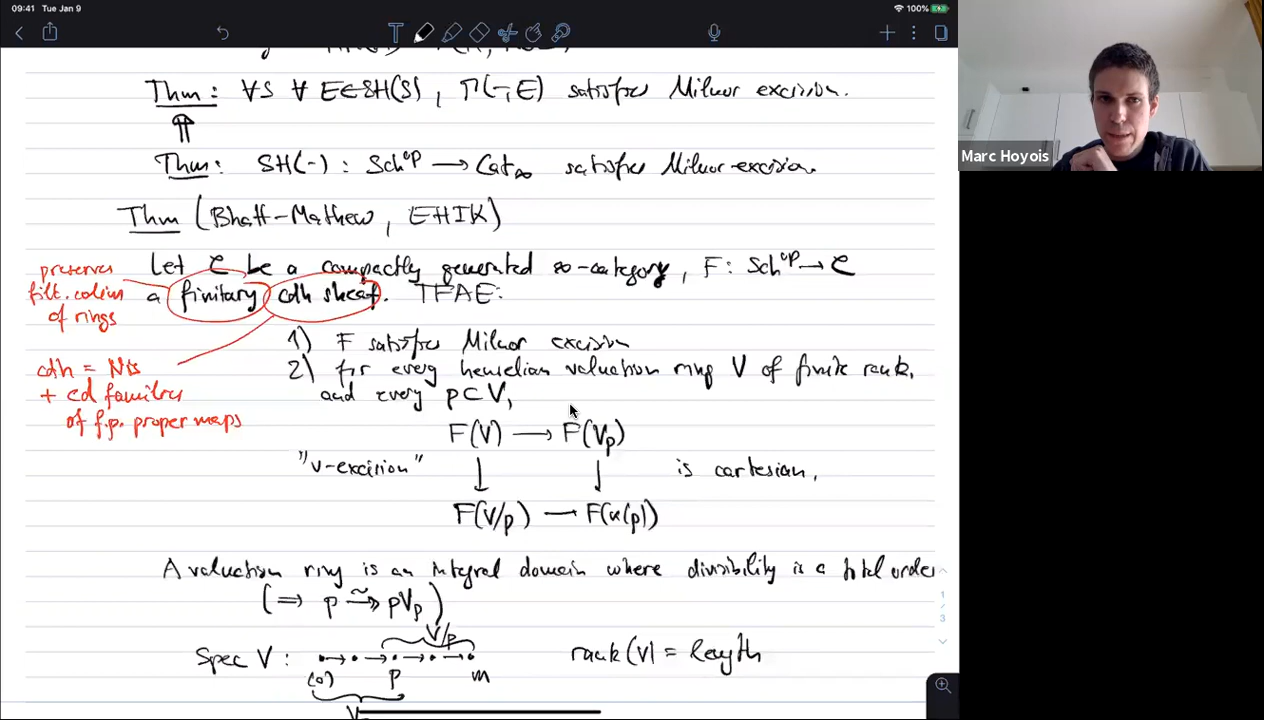 09:41 Tue Jan 9
100%
T
Thm: ∀S ∀ E∈SH(S), Γ(-,E) satisfies Milnor excision.
⇑
Thm: SH(-): Sch^op → Cat_∞ satisfies Milnor excision.
Marc Hoyois
Thm (Bhatt-Mathew, EHIK)
Let C be a compactly generated ∞-category, F: Sch^op → C
a finitary cdh sheaf. TFAE:
preserves
filt. colim
of rings
1) F satisfies Milnor excision
cdh = Nis
+ cd families
of f.p. proper maps
2) for every henselian valuation ring V of finite rank,
and every p⊂V,
F(V) → F(V_p)
"v-excision" ↓ ↓ is cartesian,
F(V/p) → F(κ(p))
A valuation ring is an integral domain where divisibility is a total order
(⇒ p ⥲ pV_p)
V/p
Spec V: • → • → • → • → • rank(V) = length
(0) p m
1
/
3